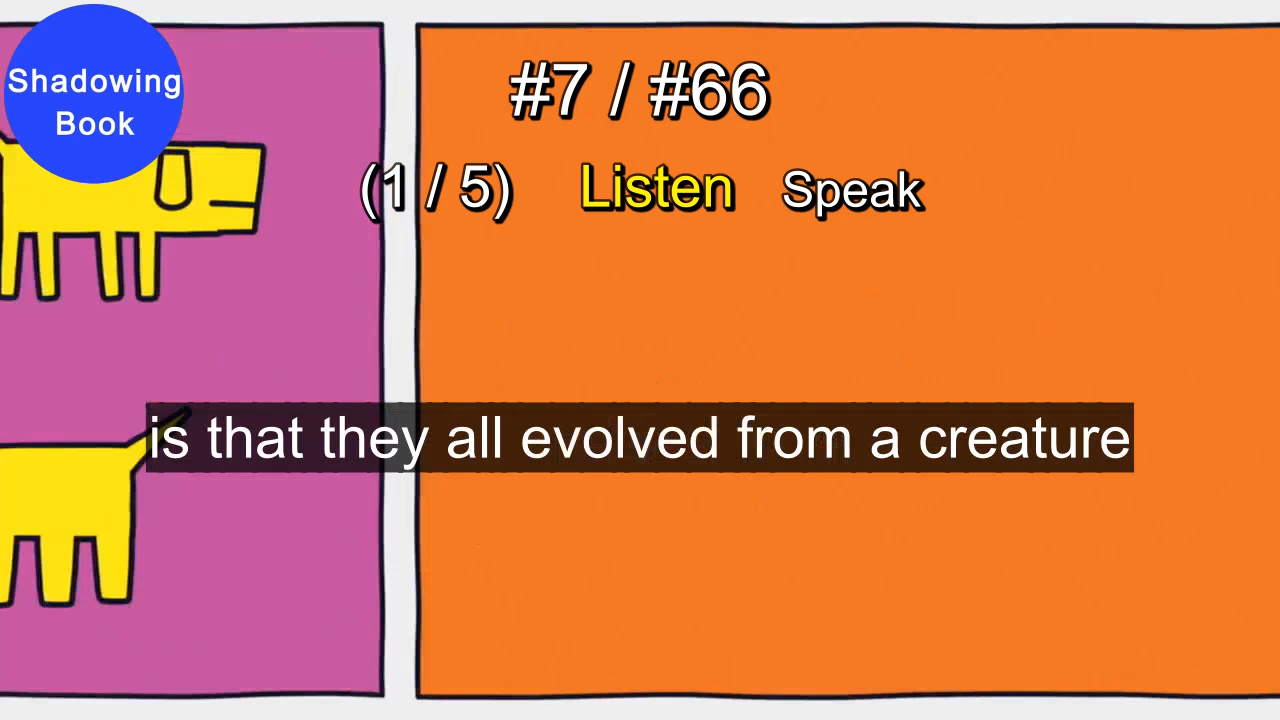 Shadowing
Book
#7 / #66
(1 / 5) Listen Speak
is that they all evolved from a creature